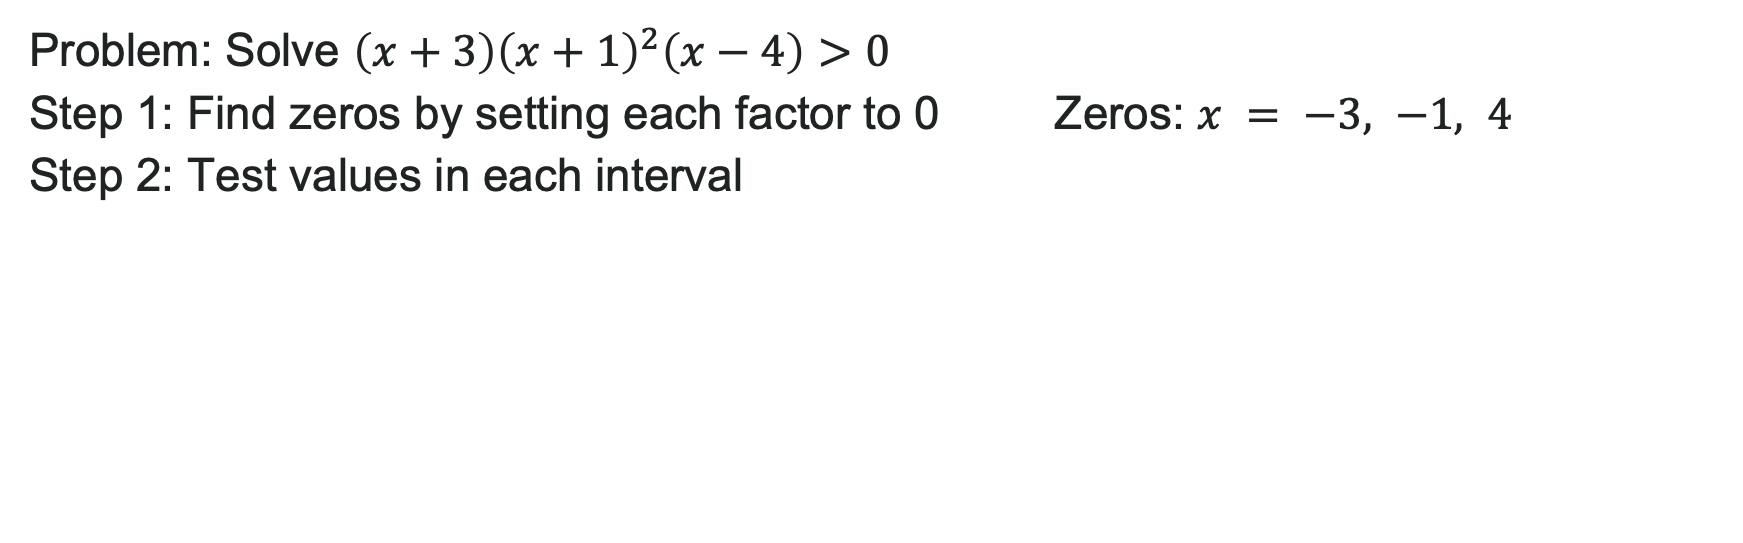 Problem: Solve (x + 3)(x + 1)²(x − 4) > 0
Step 1: Find zeros by setting each factor to 0 Zeros: x = −3, −1, 4
Step 2: Test values in each interval